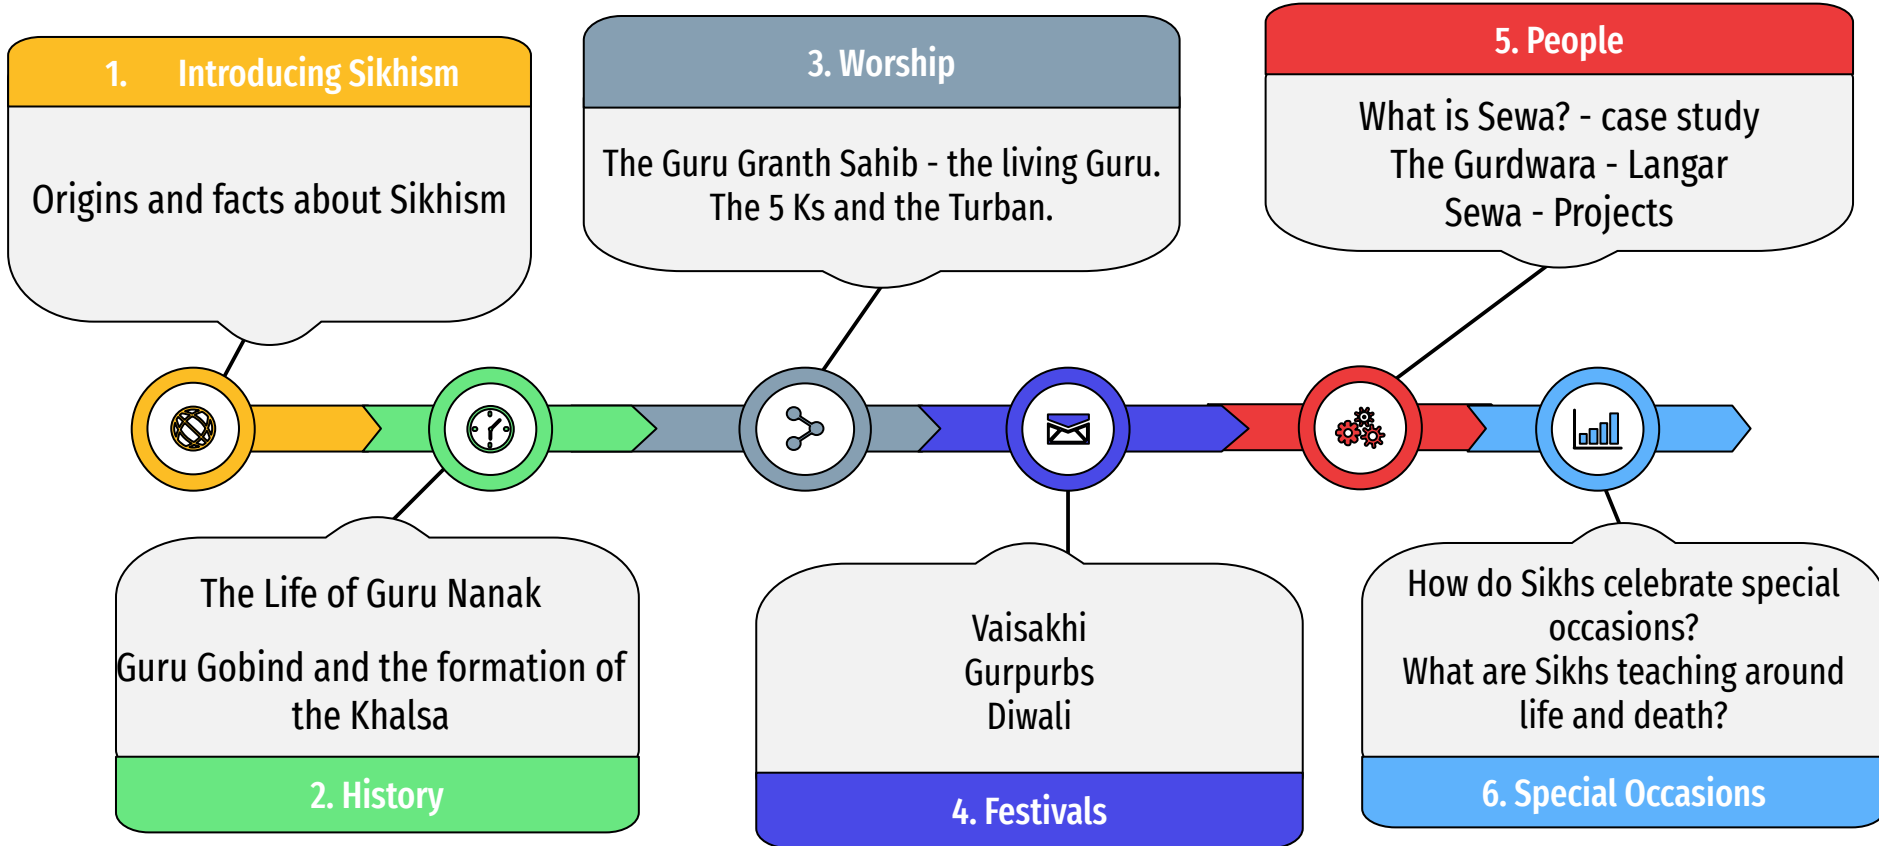 1. Introducing Sikhism
Origins and facts about Sikhism
The Life of Guru Nanak
Guru Gobind and the formation of
the Khalsa
2. History
3. Worship
The Guru Granth Sahib - the living Guru.
The 5 Ks and the Turban.
Vaisakhi
Gurpurbs
Diwali
4. Festivals
5. People
What is Sewa? - case study
The Gurdwara - Langar
Sewa - Projects
How do Sikhs celebrate special
occasions?
What are Sikhs teaching around
life and death?
6. Special Occasions